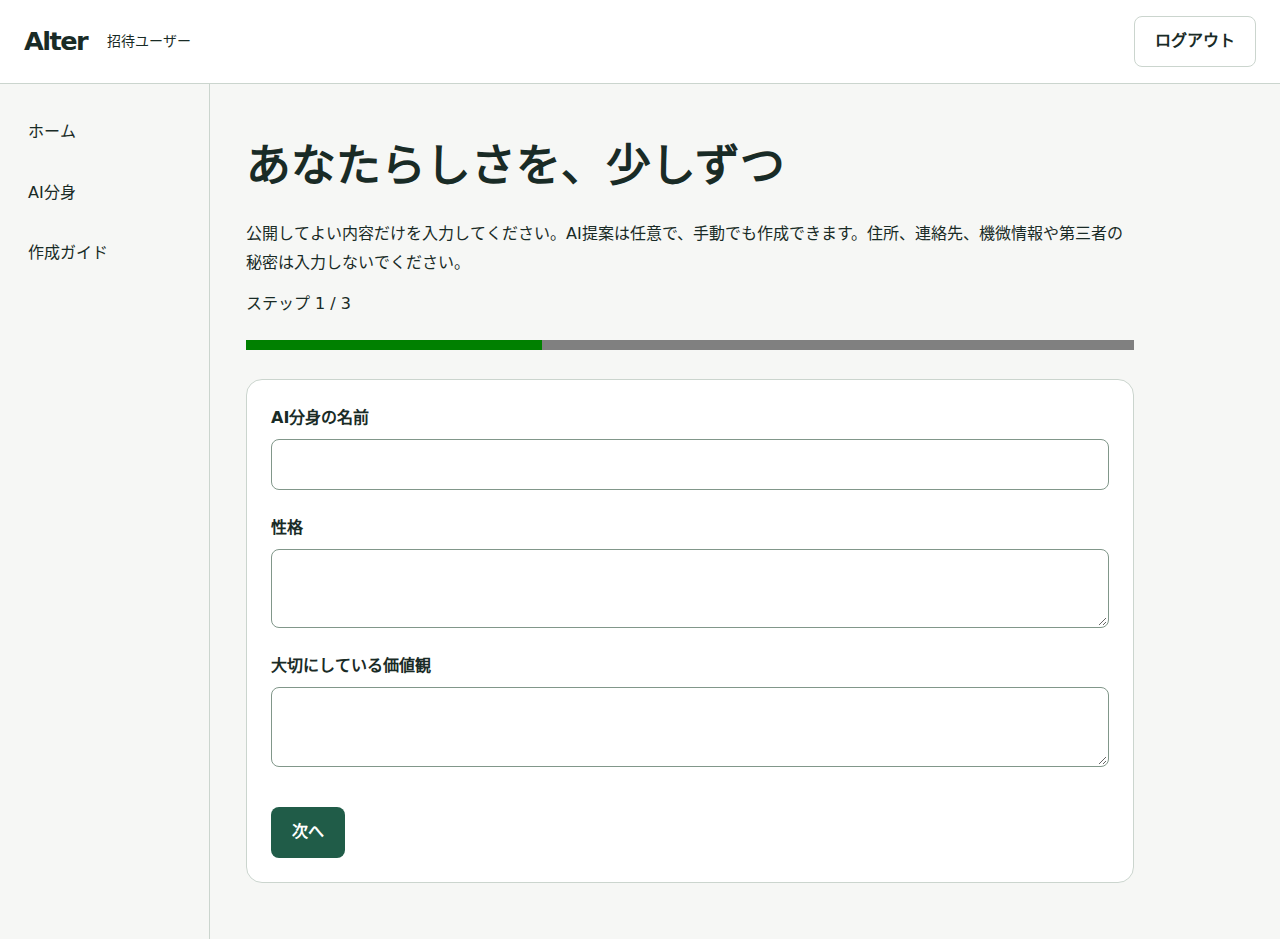 Alter 招待ユーザー
ログアウト
ホーム
AI分身
作成ガイド
あなたらしさを、少しずつ
公開してよい内容だけを入力してください。AI提案は任意で、手動でも作成できます。住所、連絡先、機微情報や第三者の
秘密は入力しないでください。
ステップ 1 / 3
AI分身の名前
性格
大切にしている価値観
次へ